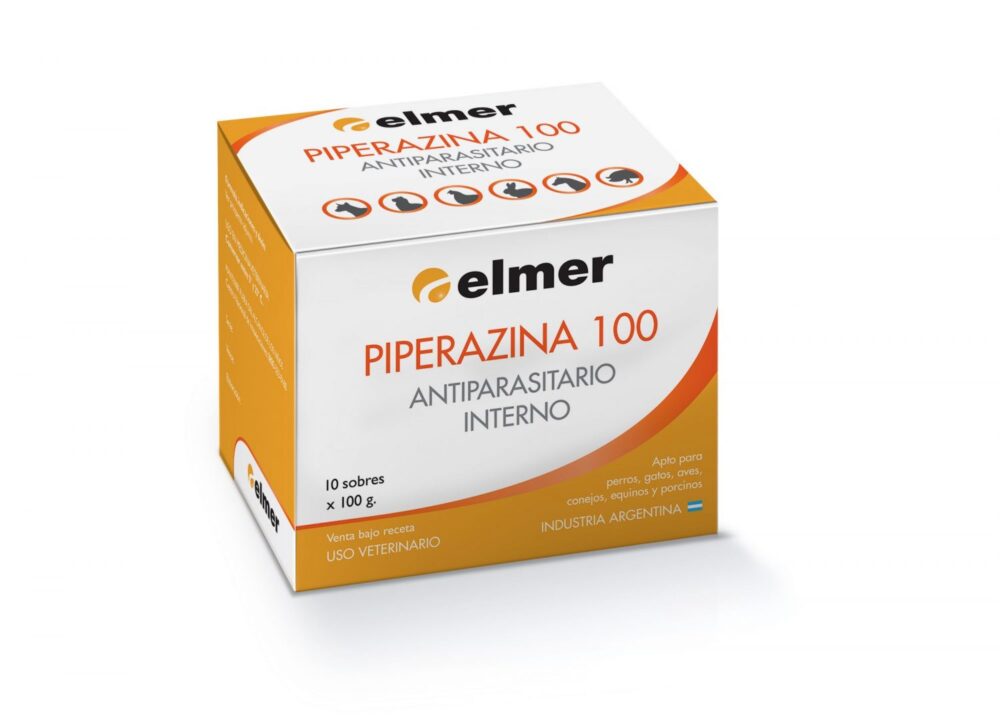 elmer
PIPERAZINA 100
ANTIPARASITARIO
INTERNO
elmer
PIPERAZINA 100
ANTIPARASITARIO
INTERNO
10 sobres
x 100 g.
Apto para
perros, gatos, aves,
conejos, equinos y porcinos
INDUSTRIA ARGENTINA
Venta bajo receta
USO VETERINARIO
elmer